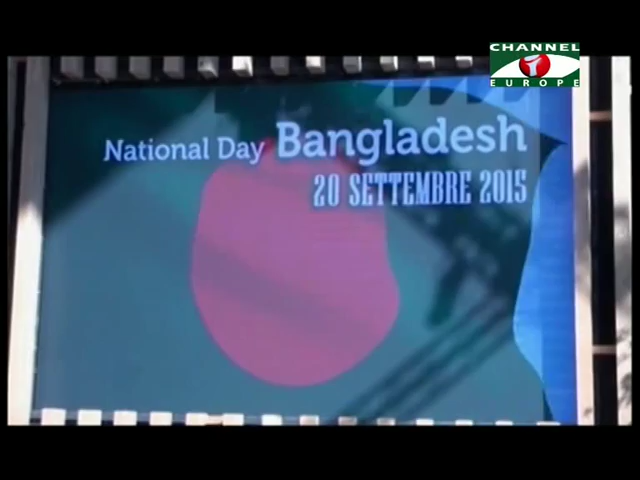 CHANNEL
i
EUROPE
National Day Bangladesh
20 SETTEMBRE 2015